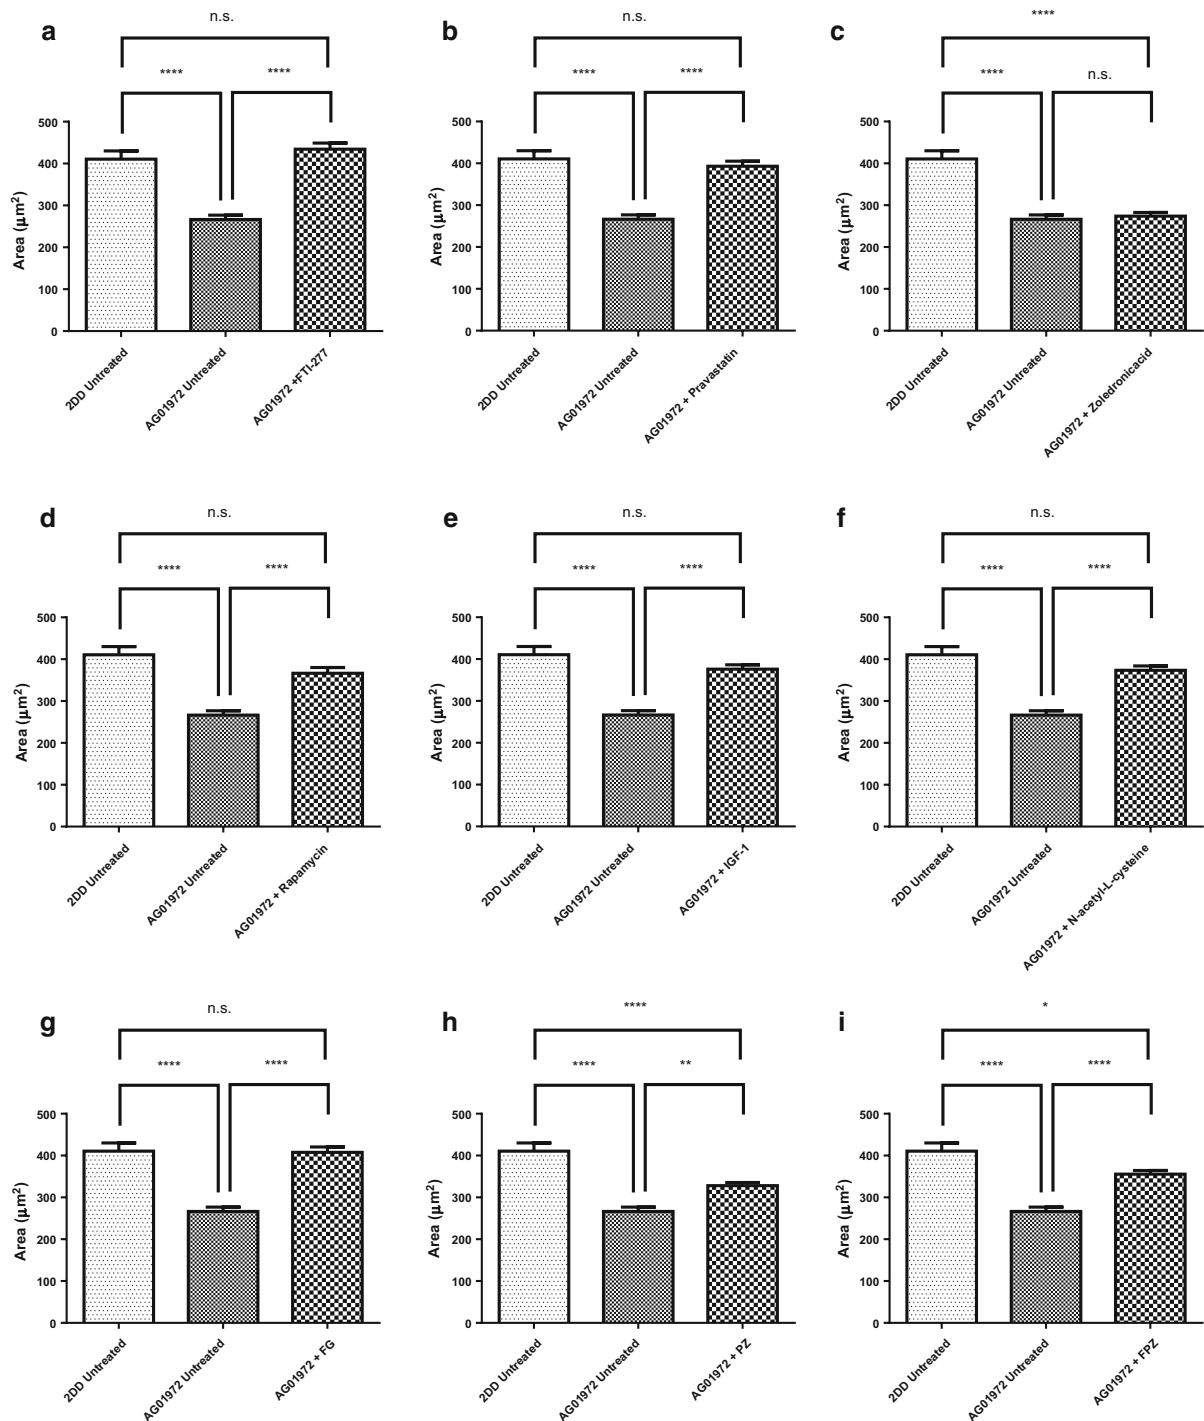 a
n.s.
****
****
500
400
300
200
100
0
Area (μm²)
2DD Untreated
AG01972 Untreated
AG01972 +FTI-277
b
n.s.
****
****
500
400
300
200
100
0
Area (μm²)
2DD Untreated
AG01972 Untreated
AG01972 + Pravastatin
c
****
****
n.s.
500
400
300
200
100
0
Area (μm²)
2DD Untreated
AG01972 Untreated
AG01972 + Zoledronicacid
d
n.s.
****
****
500
400
300
200
100
0
Area (μm²)
2DD Untreated
AG01972 Untreated
AG01972 + Rapamycin
e
n.s.
****
****
500
400
300
200
100
0
Area (μm²)
2DD Untreated
AG01972 Untreated
AG01972 + IGF-1
f
n.s.
****
****
500
400
300
200
100
0
Area (μm²)
2DD Untreated
AG01972 Untreated
AG01972 + N-acetyl-L-cysteine
g
n.s.
****
****
500
400
300
200
100
0
Area (μm²)
2DD Untreated
AG01972 Untreated
AG01972 + FG
h
****
****
**
500
400
300
200
100
0
Area (μm²)
2DD Untreated
AG01972 Untreated
AG01972 + PZ
i
*
****
****
500
400
300
200
100
0
Area (μm²)
2DD Untreated
AG01972 Untreated
AG01972 + FPZ